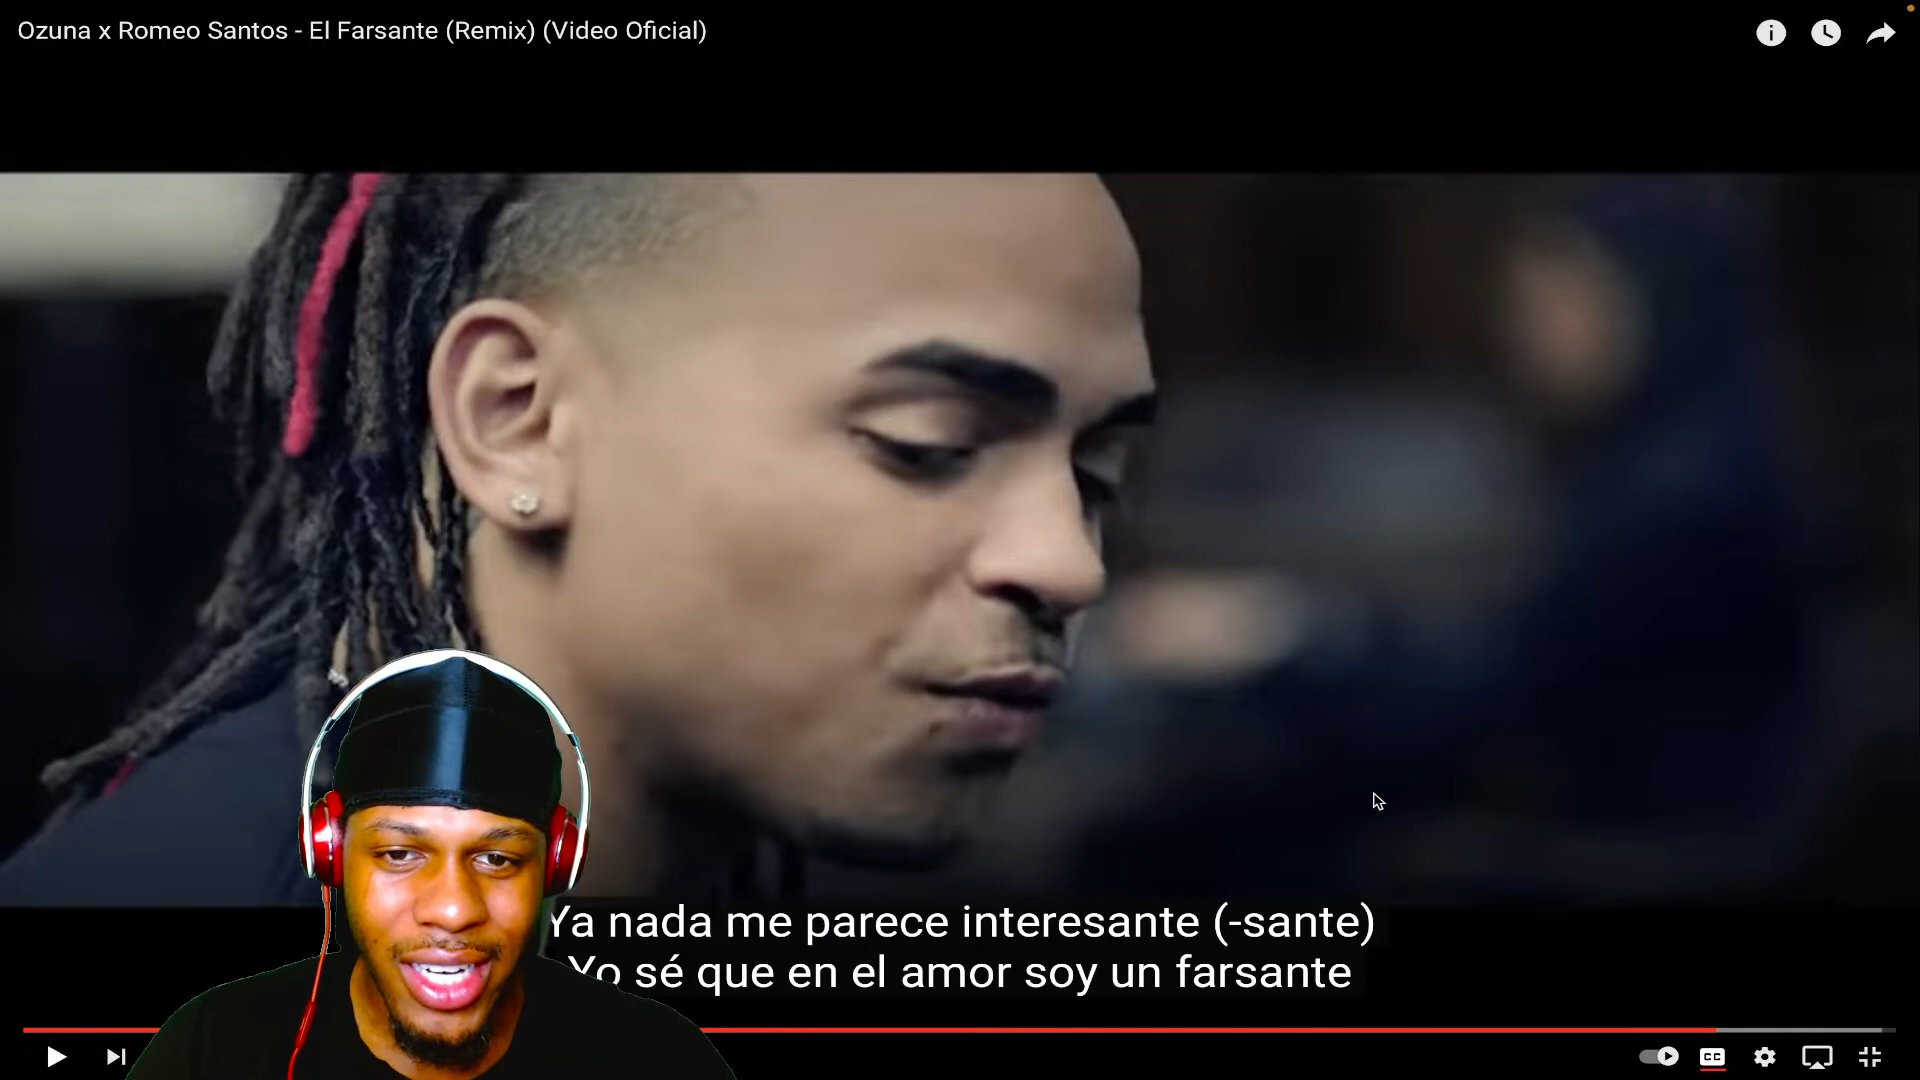 Ozuna x Romeo Santos - El Farsante (Remix) (Video Oficial)
Ya nada me parece interesante (-sante)
Yo sé que en el amor soy un farsante
CC